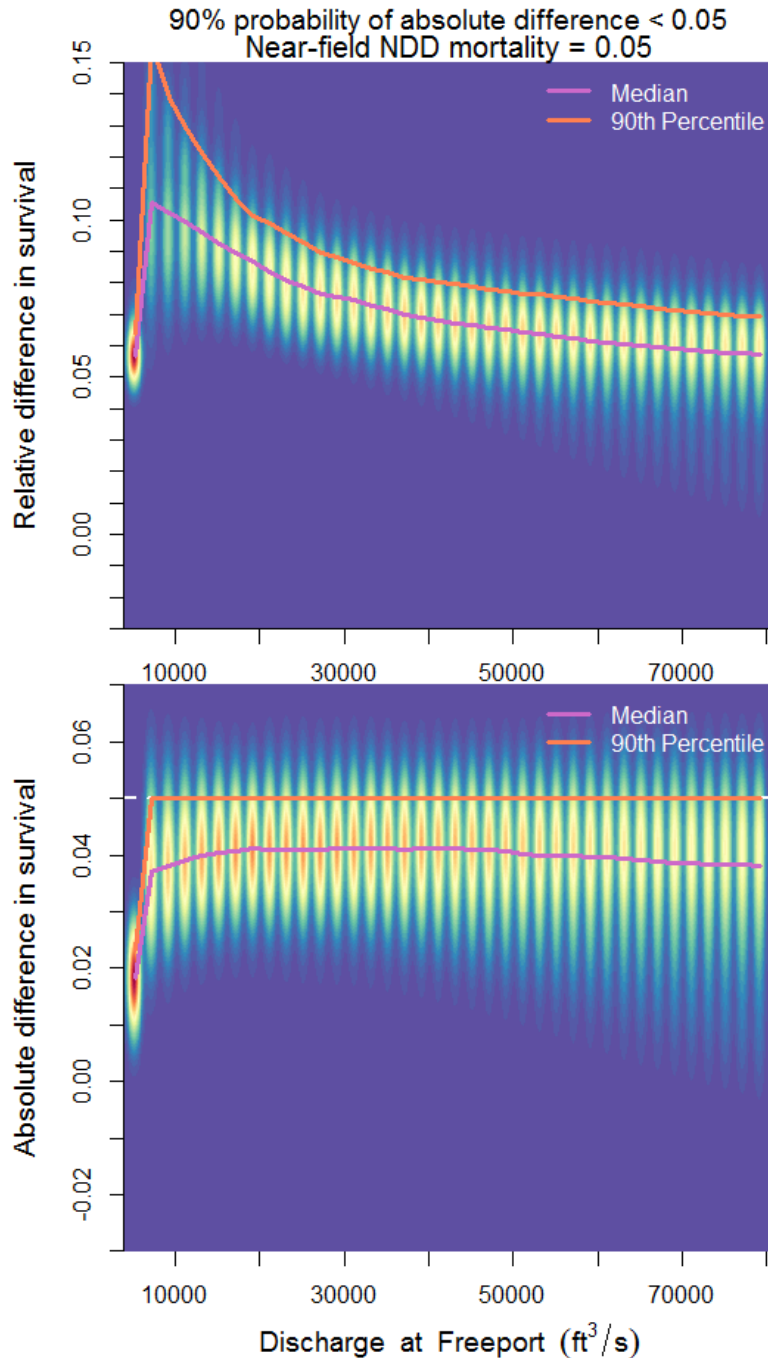 90% probability of absolute difference < 0.05
Near-field NDD mortality = 0.05
Relative difference in survival
0.15
0.10
0.05
0.00
Median
90th Percentile
10000 30000 50000 70000
Absolute difference in survival
0.06
0.04
0.02
0.00
-0.02
Median
90th Percentile
10000 30000 50000 70000
Discharge at Freeport (ft³/s)